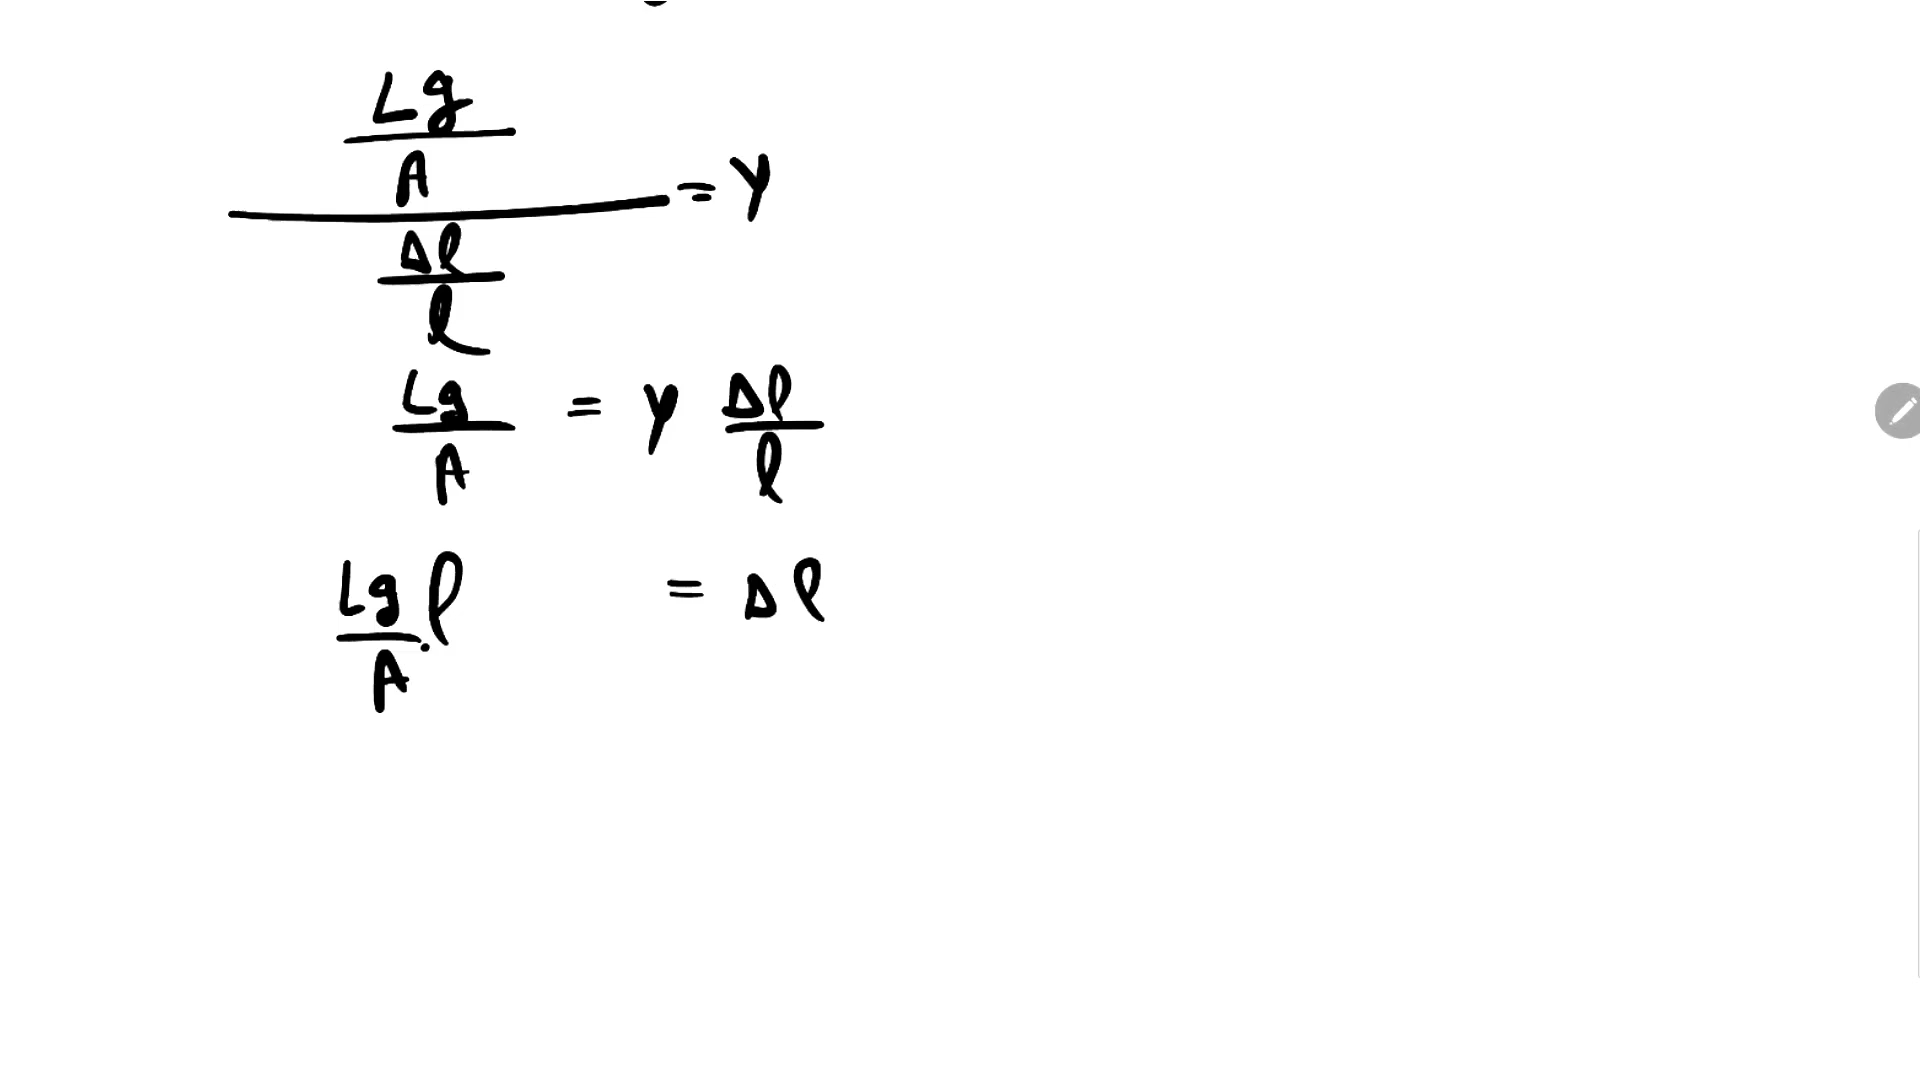 Lg
A
= Y
Δl
l
Lg/A = Y Δl/l
Lg/A . l = Δl